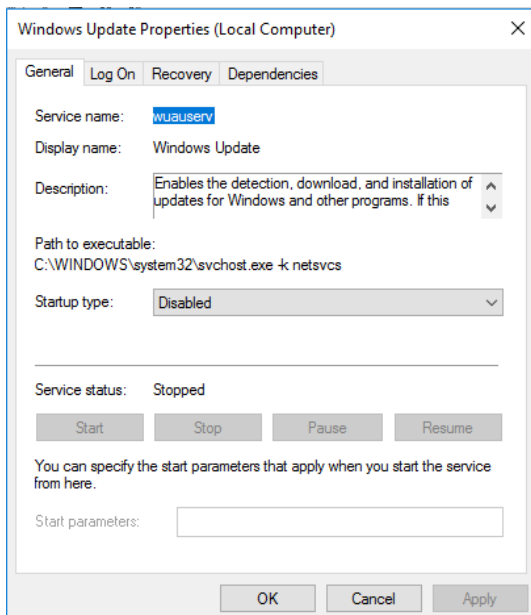 Windows Update Properties (Local Computer)
General Log On Recovery Dependencies
Service name: wuauserv
Display name: Windows Update
Description: Enables the detection, download, and installation of
updates for Windows and other programs. If this
Path to executable:
C:\WINDOWS\system32\svchost.exe -k netsvcs
Startup type: Disabled
Service status: Stopped
Start Stop Pause Resume
You can specify the start parameters that apply when you start the service
from here.
Start parameters:
OK Cancel Apply